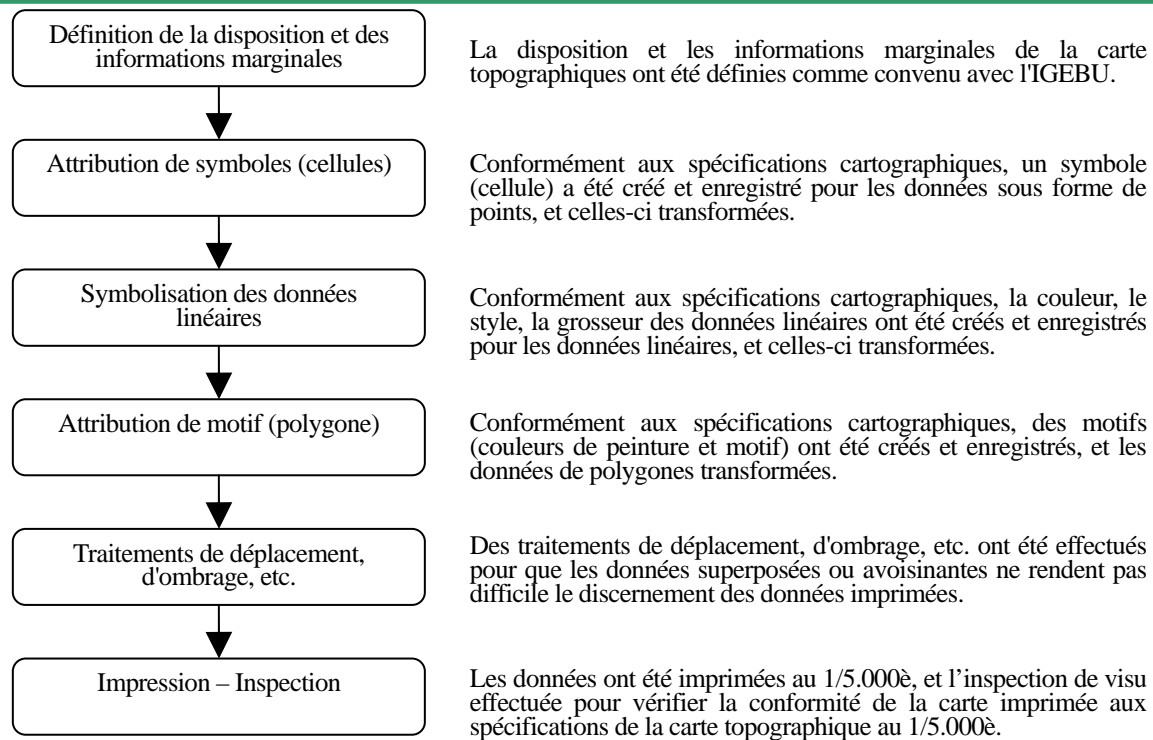 Définition de la disposition et des
informations marginales
La disposition et les informations marginales de la carte
topographiques ont été définies comme convenu avec l'IGEBU.
Attribution de symboles (cellules)
Conformément aux spécifications cartographiques, un symbole
(cellule) a été créé et enregistré pour les données sous forme de
points, et celles-ci transformées.
Symbolisation des données
linéaires
Conformément aux spécifications cartographiques, la couleur, le
style, la grosseur des données linéaires ont été créés et enregistrés
pour les données linéaires, et celles-ci transformées.
Attribution de motif (polygone)
Conformément aux spécifications cartographiques, des motifs
(couleurs de peinture et motif) ont été créés et enregistrés, et les
données de polygones transformées.
Traitements de déplacement,
d'ombrage, etc.
Des traitements de déplacement, d'ombrage, etc. ont été effectués
pour que les données superposées ou avoisinantes ne rendent pas
difficile le discernement des données imprimées.
Impression – Inspection
Les données ont été imprimées au 1/5.000è, et l’inspection de visu
effectuée pour vérifier la conformité de la carte imprimée aux
spécifications de la carte topographique au 1/5.000è.